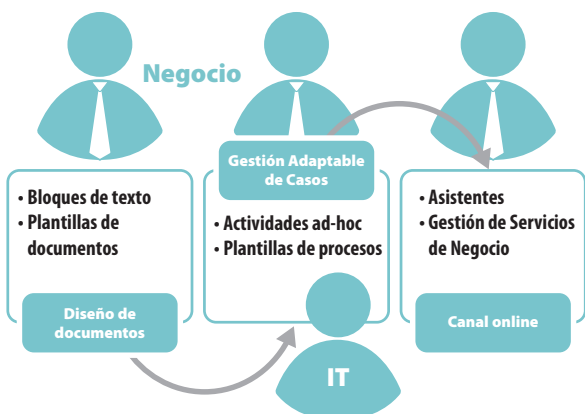 Negocio
• Bloques de texto
• Plantillas de
documentos
Diseño de
documentos
Gestión Adaptable
de Casos
• Actividades ad-hoc
• Plantillas de procesos
IT
• Asistentes
• Gestión de Servicios
de Negocio
Canal online